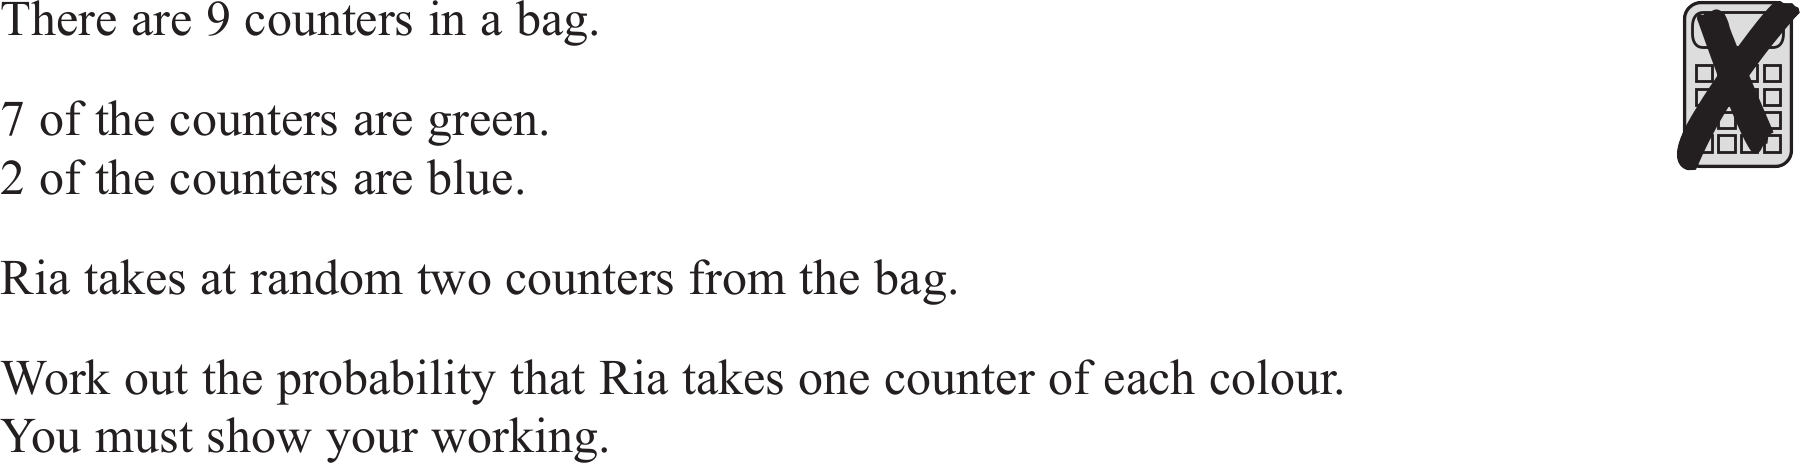 There are 9 counters in a bag.
7 of the counters are green.
2 of the counters are blue.
Ria takes at random two counters from the bag.
Work out the probability that Ria takes one counter of each colour.
You must show your working.